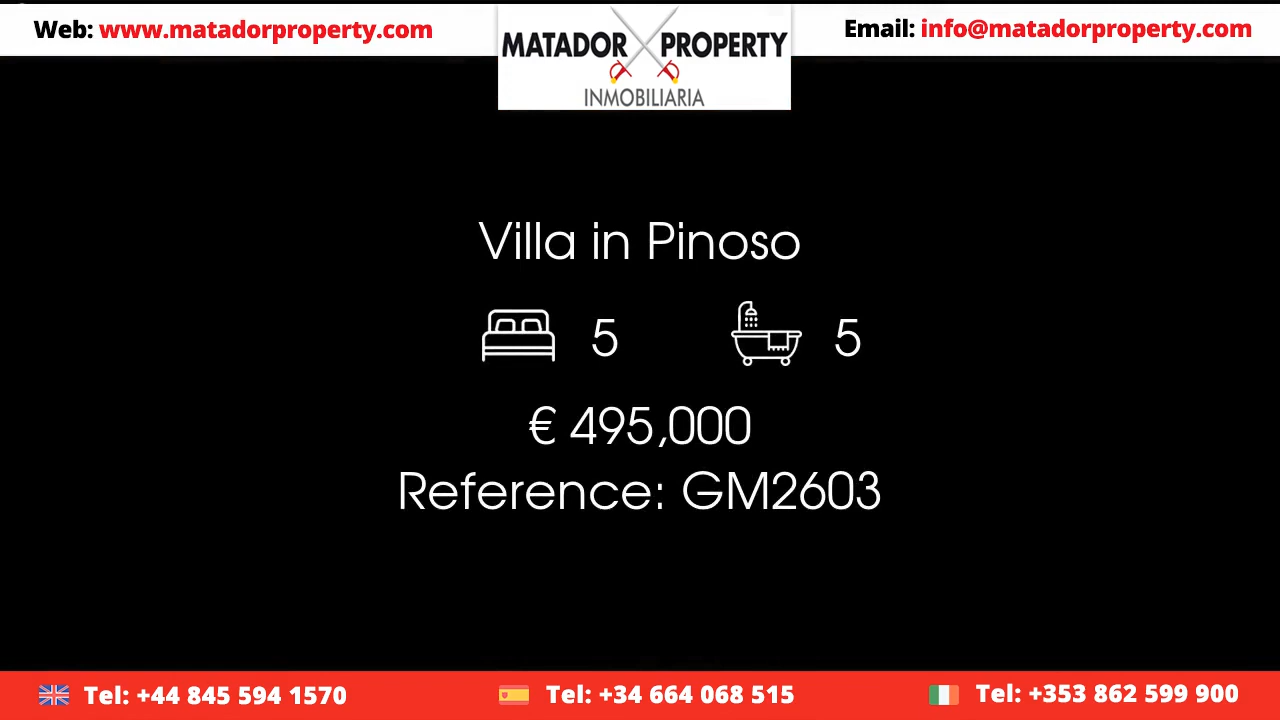 Web: www.matadorproperty.com
MATADOR PROPERTY
INMOBILIARIA
Email: info@matadorproperty.com
Villa in Pinoso
5 5
€ 495,000
Reference: GM2603
Tel: +44 845 594 1570
Tel: +34 664 068 515
Tel: +353 862 599 900